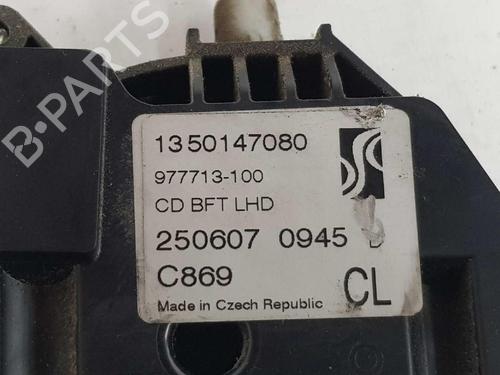 B-PARTS
1350147080
977713-100
CD BFT LHD
250607 0945
C869
CL
Made in Czech Republic